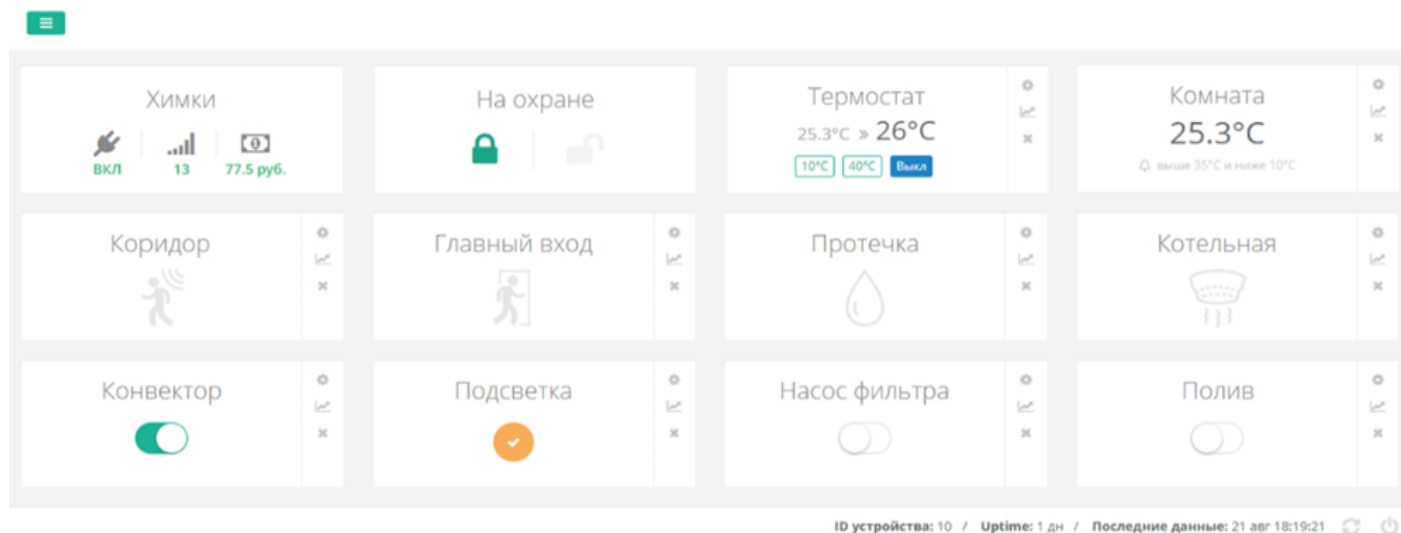 Химки
ВКЛ 13 77.5 руб.
На охране
Термостат
25.3°C » 26°C
10°C 40°C Выкл
Комната
25.3°C
выше 35°C и ниже 10°C
Коридор
Главный вход
Протечка
Котельная
Конвектор
Подсветка
Насос фильтра
Полив
ID устройства: 10 / Uptime: 1 дн / Последние данные: 21 авг 18:19:21